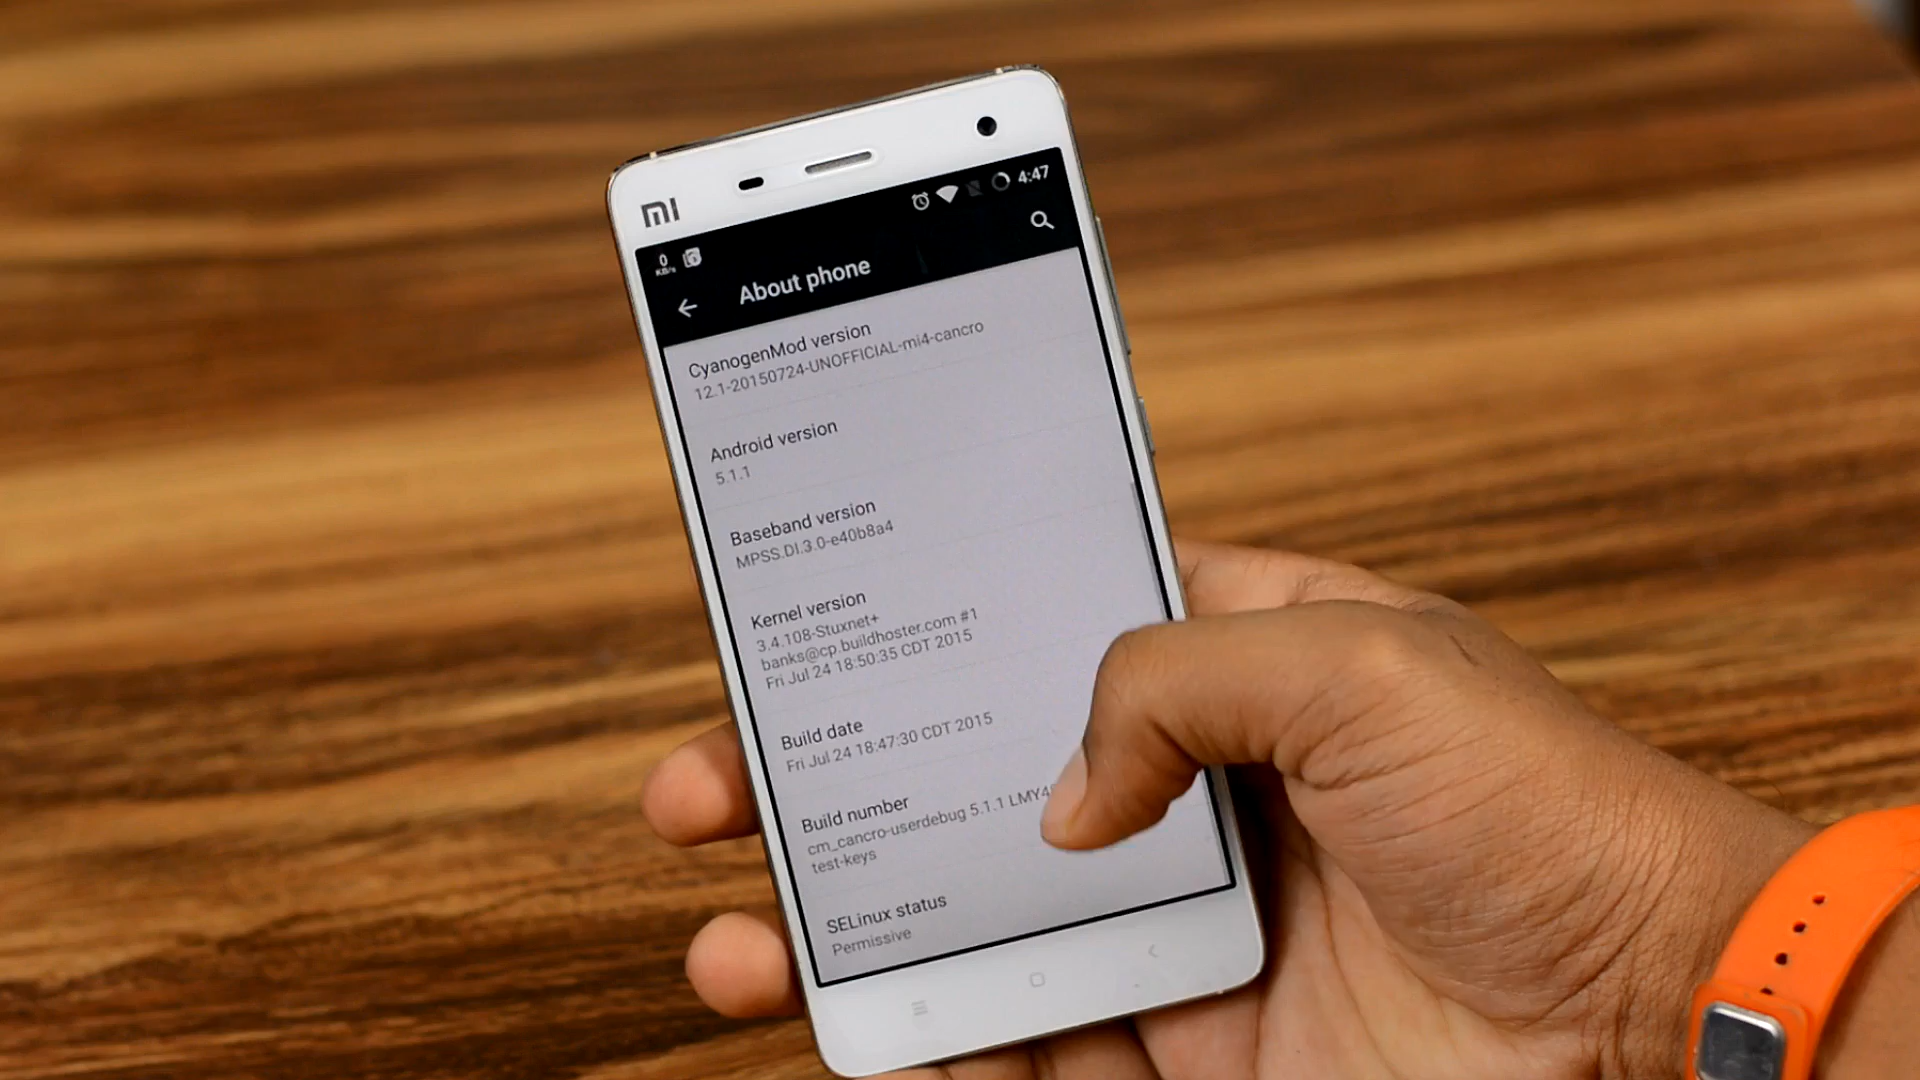 mi
0
KB/s
4:47
About phone
CyanogenMod version
12.1-20150724-UNOFFICIAL-mi4-cancro
Android version
5.1.1
Baseband version
MPSS.DI.3.0-e40b8a4
Kernel version
3.4.108-Stuxnet+
banks@cp.buildhoster.com #1
Fri Jul 24 18:50:35 CDT 2015
Build date
Fri Jul 24 18:47:30 CDT 2015
Build number
cm_cancro-userdebug 5.1.1
test-keys
SELinux status
Permissive